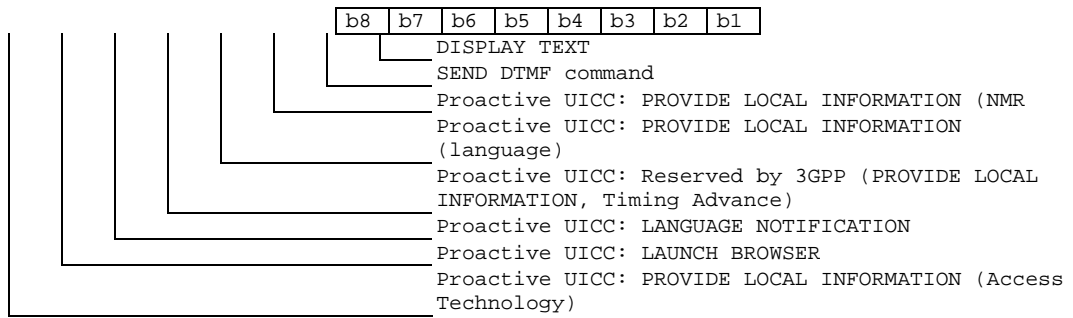 b8 b7 b6 b5 b4 b3 b2 b1
DISPLAY TEXT
SEND DTMF command
Proactive UICC: PROVIDE LOCAL INFORMATION (NMR
Proactive UICC: PROVIDE LOCAL INFORMATION
(language)
Proactive UICC: Reserved by 3GPP (PROVIDE LOCAL
INFORMATION, Timing Advance)
Proactive UICC: LANGUAGE NOTIFICATION
Proactive UICC: LAUNCH BROWSER
Proactive UICC: PROVIDE LOCAL INFORMATION (Access
Technology)